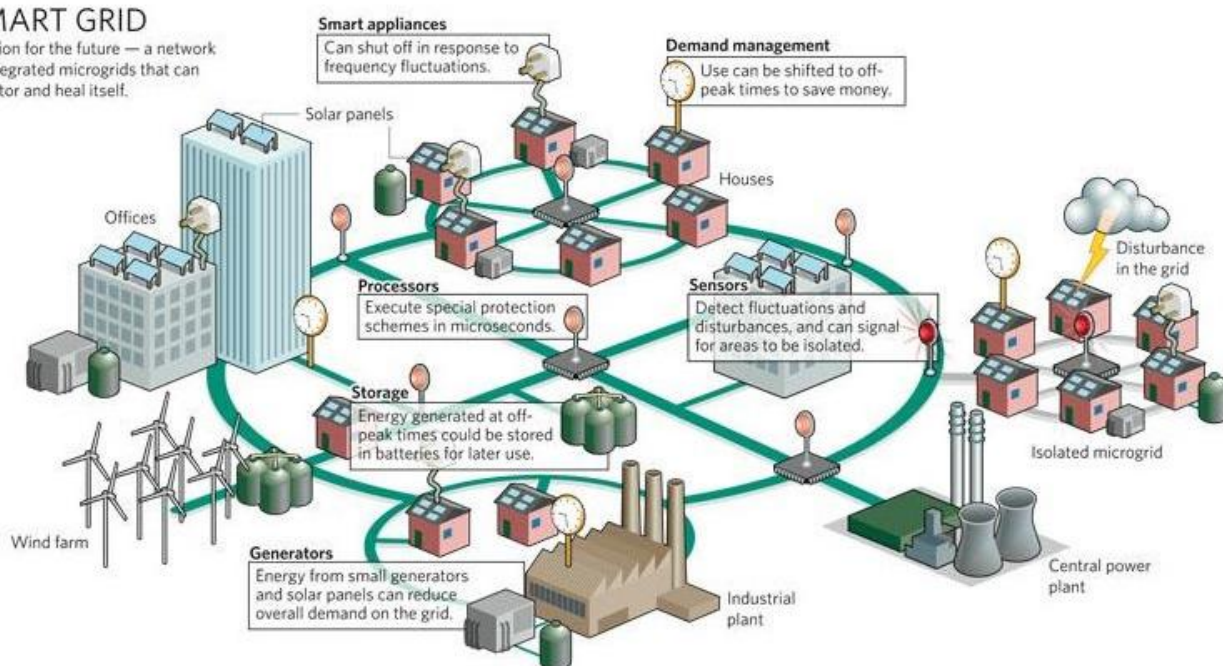 MART GRID
ion for the future — a network
egrated microgrids that can
tor and heal itself.
Smart appliances
Can shut off in response to
frequency fluctuations.
Demand management
Use can be shifted to off-
peak times to save money.
Solar panels
Houses
Offices
Disturbance
in the grid
Processors
Execute special protection
schemes in microseconds.
Sensors
Detect fluctuations and
disturbances, and can signal
for areas to be isolated.
Storage
Energy generated at off-
peak times could be stored
in batteries for later use.
Isolated microgrid
Wind farm
Generators
Energy from small generators
and solar panels can reduce
overall demand on the grid.
Industrial
plant
Central power
plant